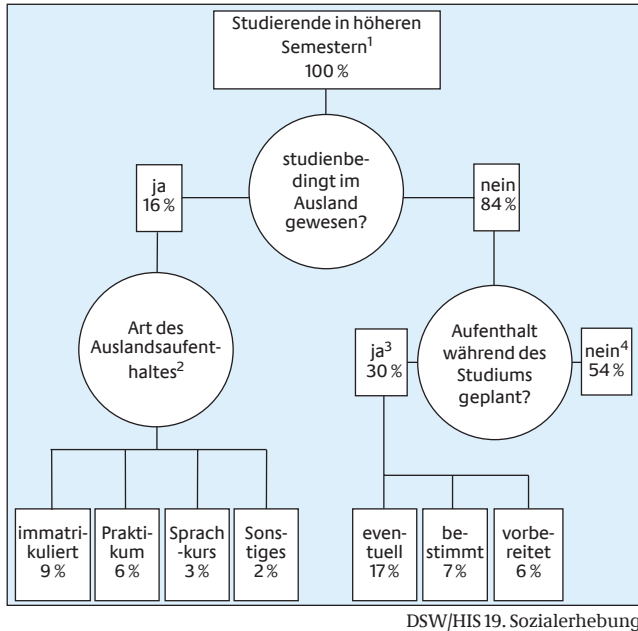 Studierende in höheren
Semestern¹
100 %
studienbe-
dingt im
Ausland
gewesen?
ja
16 %
nein
84 %
Art des
Auslandsaufent-
haltes²
Aufenthalt
während des
Studiums
geplant?
ja³
30 %
nein⁴
54 %
immatri-
kuliert
9 %
Praktikum
6 %
Sprach
-kurs
3 %
Sons-
tiges
2 %
even-
tuell
17 %
be-
stimmt
7 %
vorbe-
reitet
6 %
DSW/HIS 19. Sozialerhebung